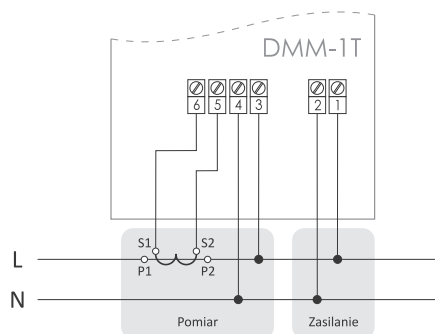 DMM-1T
6 5 4 3 2 1
S1 S2
L
P1 P2
N
Pomiar Zasilanie